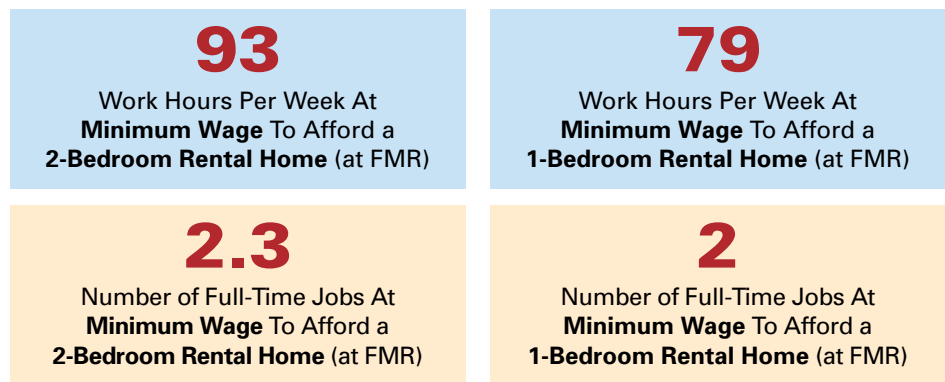 93
Work Hours Per Week At
Minimum Wage To Afford a
2-Bedroom Rental Home (at FMR)
79
Work Hours Per Week At
Minimum Wage To Afford a
1-Bedroom Rental Home (at FMR)
2.3
Number of Full-Time Jobs At
Minimum Wage To Afford a
2-Bedroom Rental Home (at FMR)
2
Number of Full-Time Jobs At
Minimum Wage To Afford a
1-Bedroom Rental Home (at FMR)